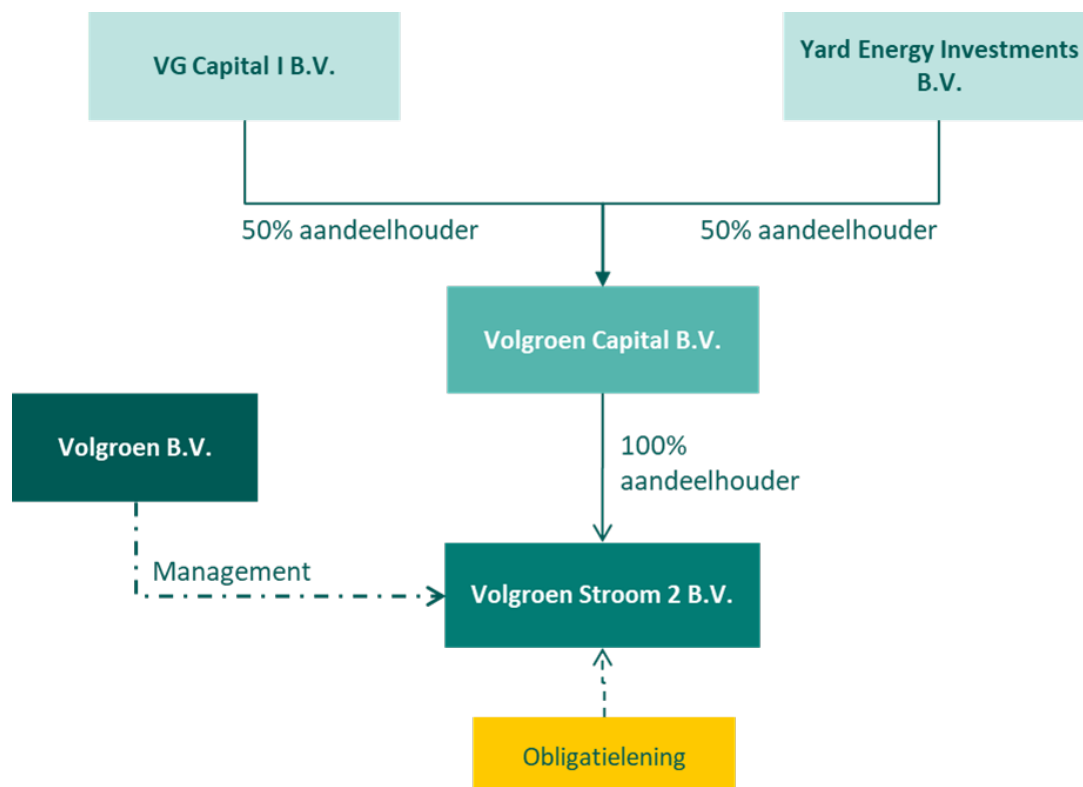 VG Capital I B.V.
Yard Energy Investments
B.V.
50% aandeelhouder
50% aandeelhouder
Volgroen Capital B.V.
Volgroen B.V.
100%
aandeelhouder
Management
Volgroen Stroom 2 B.V.
Obligatielening